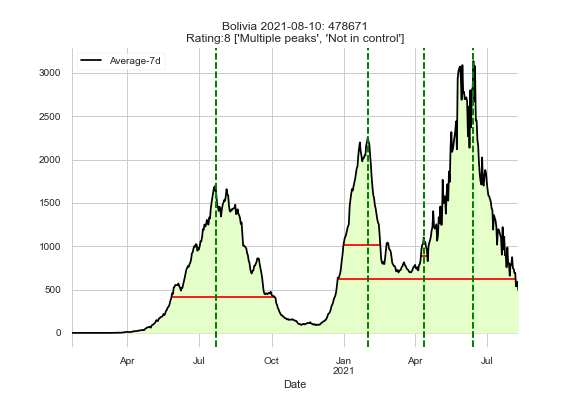 Bolivia 2021-08-10: 478671
Rating:8 ['Multiple peaks', 'Not in control']
Average-7d
3000
2500
2000
1500
1000
500
0
Apr Jul Oct Jan Apr Jul
2021
Date